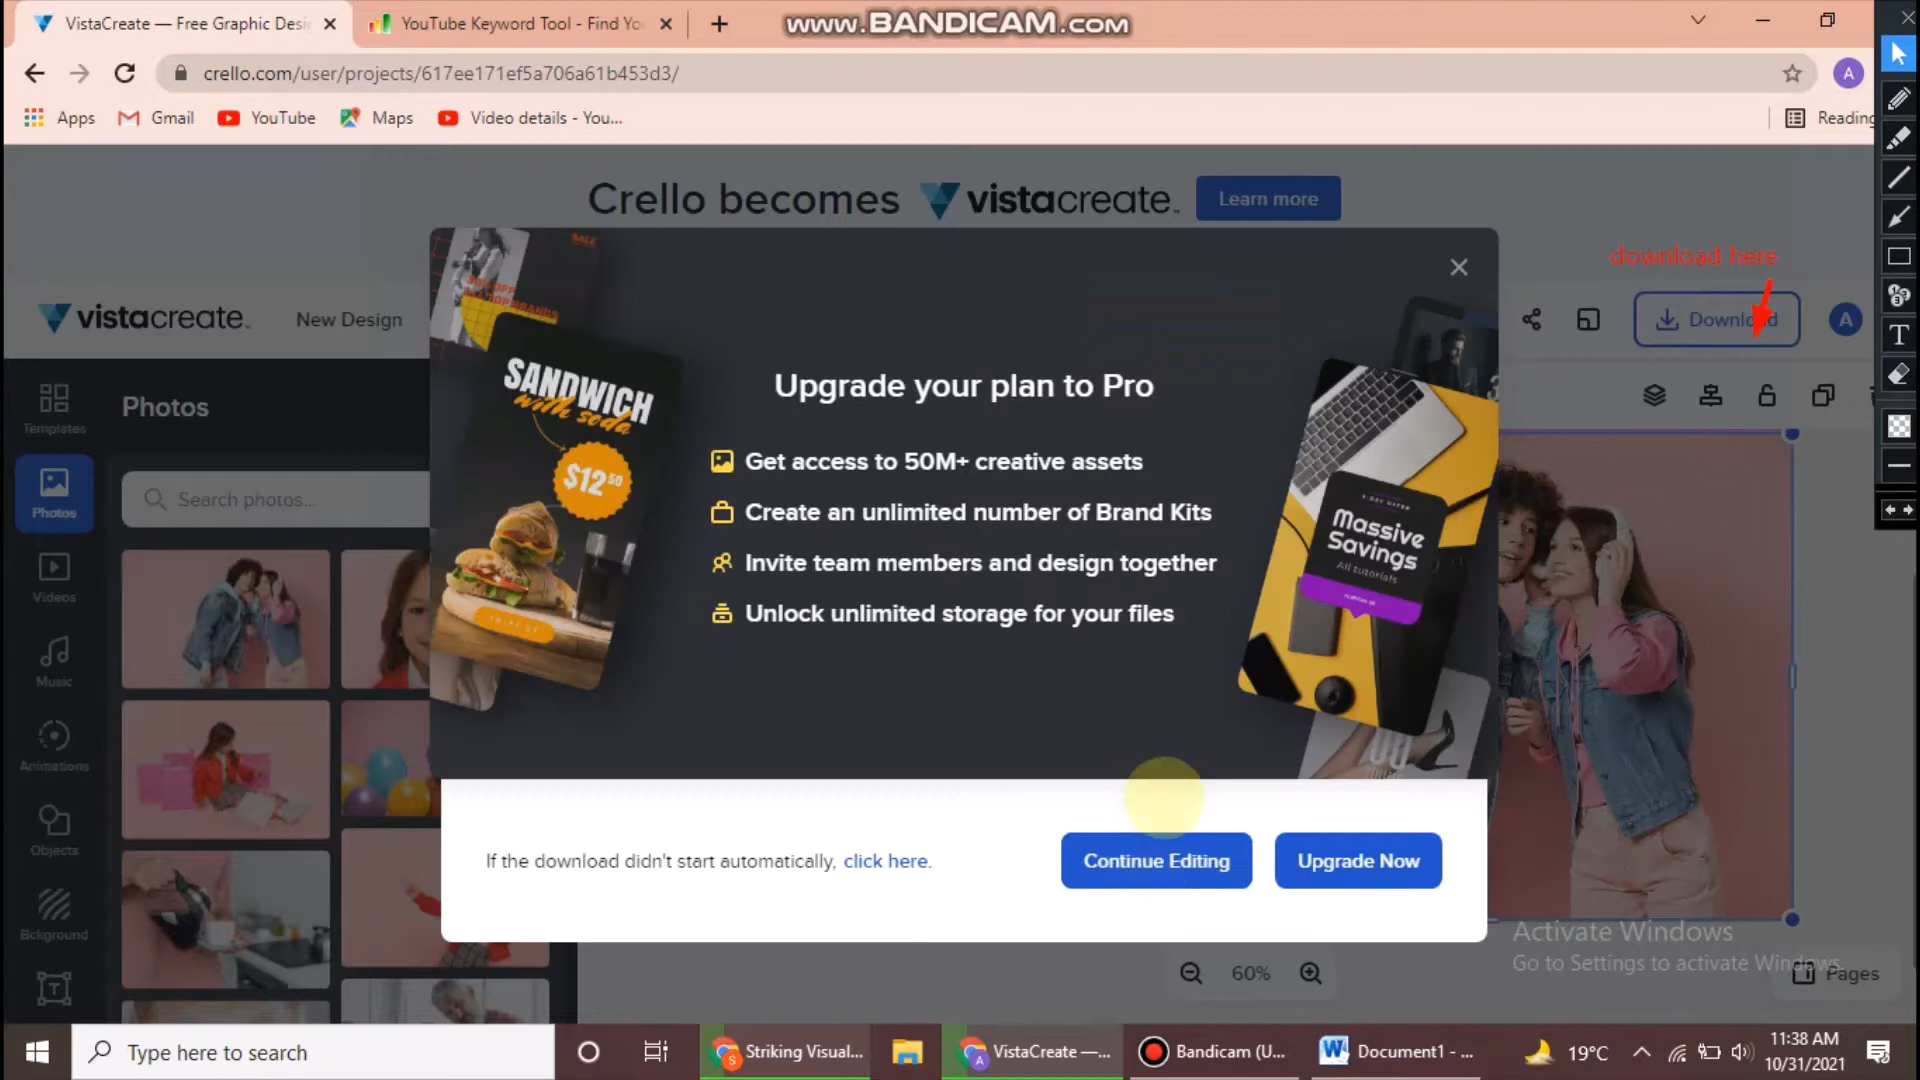 VistaCreate — Free Graphic Desi
YouTube Keyword Tool - Find Yo
www.BANDICAM.com
crello.com/user/projects/617ee171ef5a706a61b453d3/
A
Apps
Gmail
YouTube
Maps
Video details - You...
Reading
Crello becomes vistacreate.
Learn more
download here
vistacreate.
New Design
Download
A
Templates
Photos
Videos
Music
Animations
Objects
Bckground
Photos
Search photos...
SALE
SANDWICH
with soda
$12 50
Upgrade your plan to Pro
Get access to 50M+ creative assets
Create an unlimited number of Brand Kits
Invite team members and design together
Unlock unlimited storage for your files
Massive
Savings
All tutorials
If the download didn't start automatically, click here.
Continue Editing
Upgrade Now
60%
Activate Windows
Go to Settings to activate Windows.
Pages
Type here to search
Striking Visual...
VistaCreate —...
Bandicam (U...
Document1 - ...
19°C
11:38 AM
10/31/2021